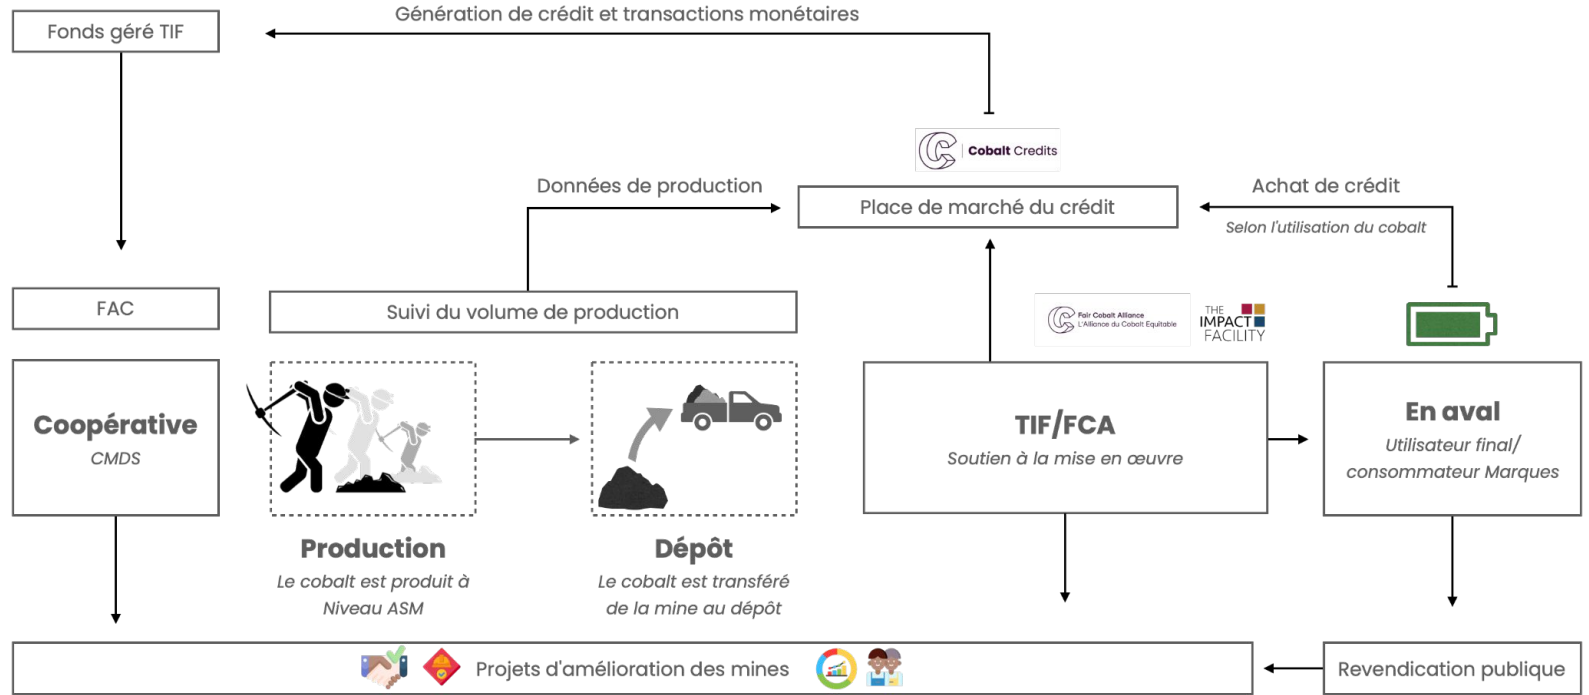 Génération de crédit et transactions monétaires
Fonds géré TIF
Cobalt Credits
Données de production
Achat de crédit
Place de marché du crédit
Selon l'utilisation du cobalt
FAC
Suivi du volume de production
Fair Cobalt Alliance
L'Alliance du Cobalt Equitable
THE
IMPACT
FACILITY
Coopérative
CMDS
TIF/FCA
Soutien à la mise en œuvre
En aval
Utilisateur final/
consommateur Marques
Production
Le cobalt est produit à
Niveau ASM
Dépôt
Le cobalt est transféré
de la mine au dépôt
Projets d'amélioration des mines
Revendication publique